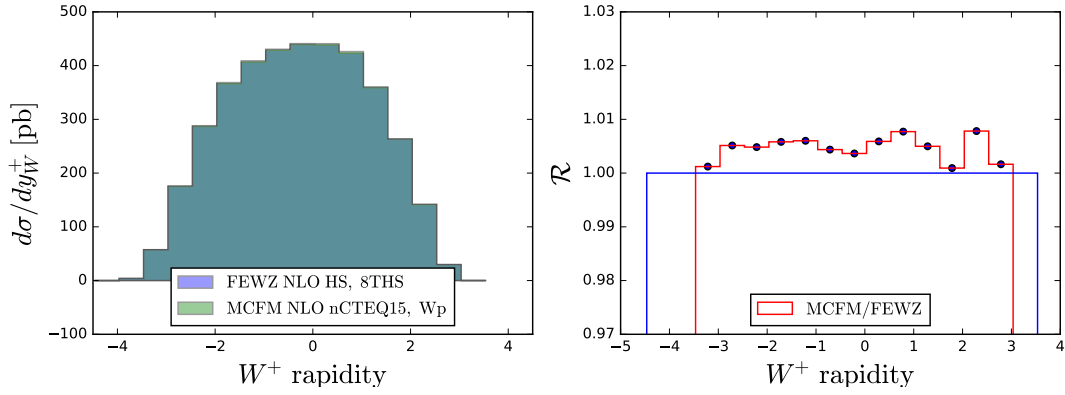 500
400
300
200
100
0
−100
−4 −2 0 2 4
dσ/dy_W^+ [pb]
W^+ rapidity
FEWZ NLO HS, 8THS
MCFM NLO nCTEQ15, Wp
1.03
1.02
1.01
1.00
0.99
0.98
0.97
−5 −4 −3 −2 −1 0 1 2 3 4
ℛ
W^+ rapidity
MCFM/FEWZ